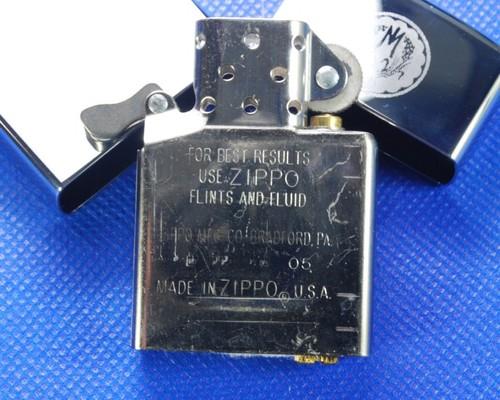 FOR BEST RESULTS
USE ZIPPO
FLINTS AND FLUID
MFG. CO. BRADFORD, PA.
05
MADE IN ZIPPO ® U.S.A.